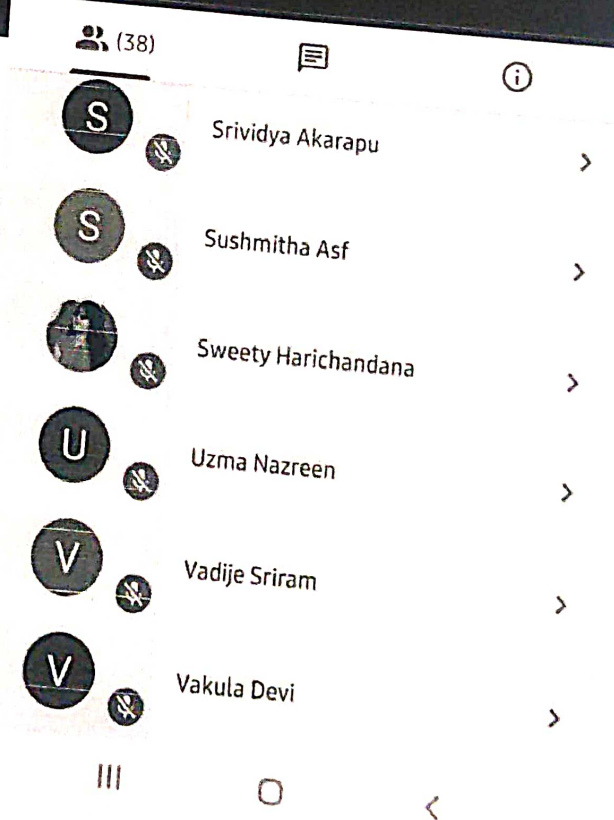 (38)
S
Srividya Akarapu
S
Sushmitha Asf
Sweety Harichandana
U
Uzma Nazreen
V
Vadije Sriram
V
Vakula Devi